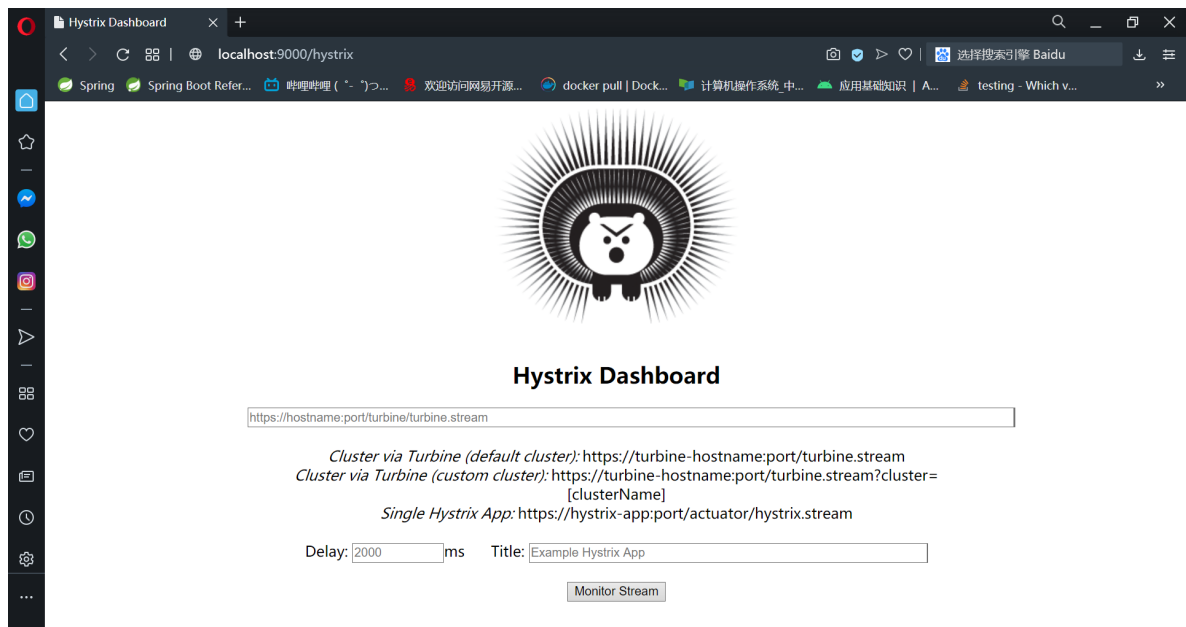 Hystrix Dashboard
localhost:9000/hystrix
选择搜索引擎 Baidu
Spring
Spring Boot Refer...
哔哩哔哩 ( ゜- ゜)つ...
欢迎访问网易开源...
docker pull | Dock...
计算机操作系统_中...
应用基础知识 | A...
testing - Which v...
Hystrix Dashboard
https://hostname:port/turbine/turbine.stream
Cluster via Turbine (default cluster): https://turbine-hostname:port/turbine.stream
Cluster via Turbine (custom cluster): https://turbine-hostname:port/turbine.stream?cluster=
[clusterName]
Single Hystrix App: https://hystrix-app:port/actuator/hystrix.stream
Delay: 2000 ms Title: Example Hystrix App
Monitor Stream